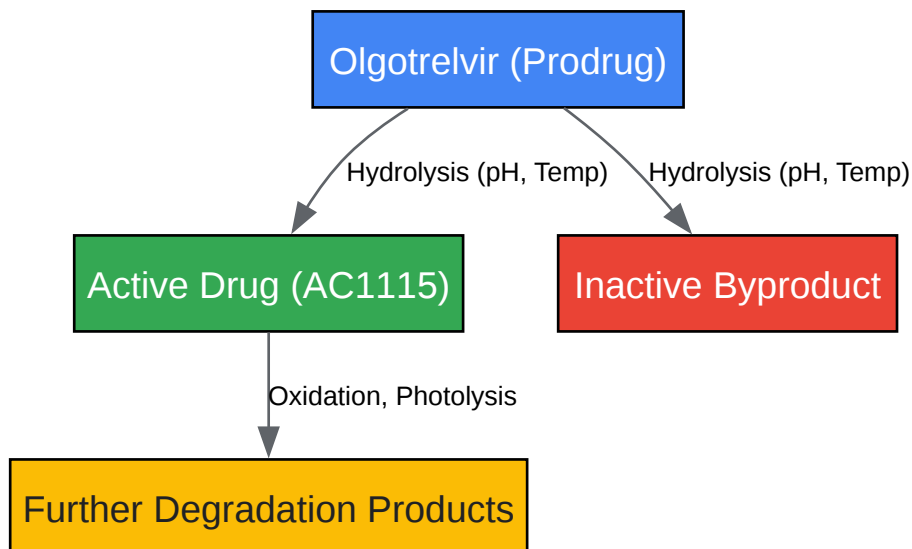 Olgotrelvir (Prodrug)
Hydrolysis (pH, Temp)
Hydrolysis (pH, Temp)
Active Drug (AC1115)
Inactive Byproduct
Oxidation, Photolysis
Further Degradation Products